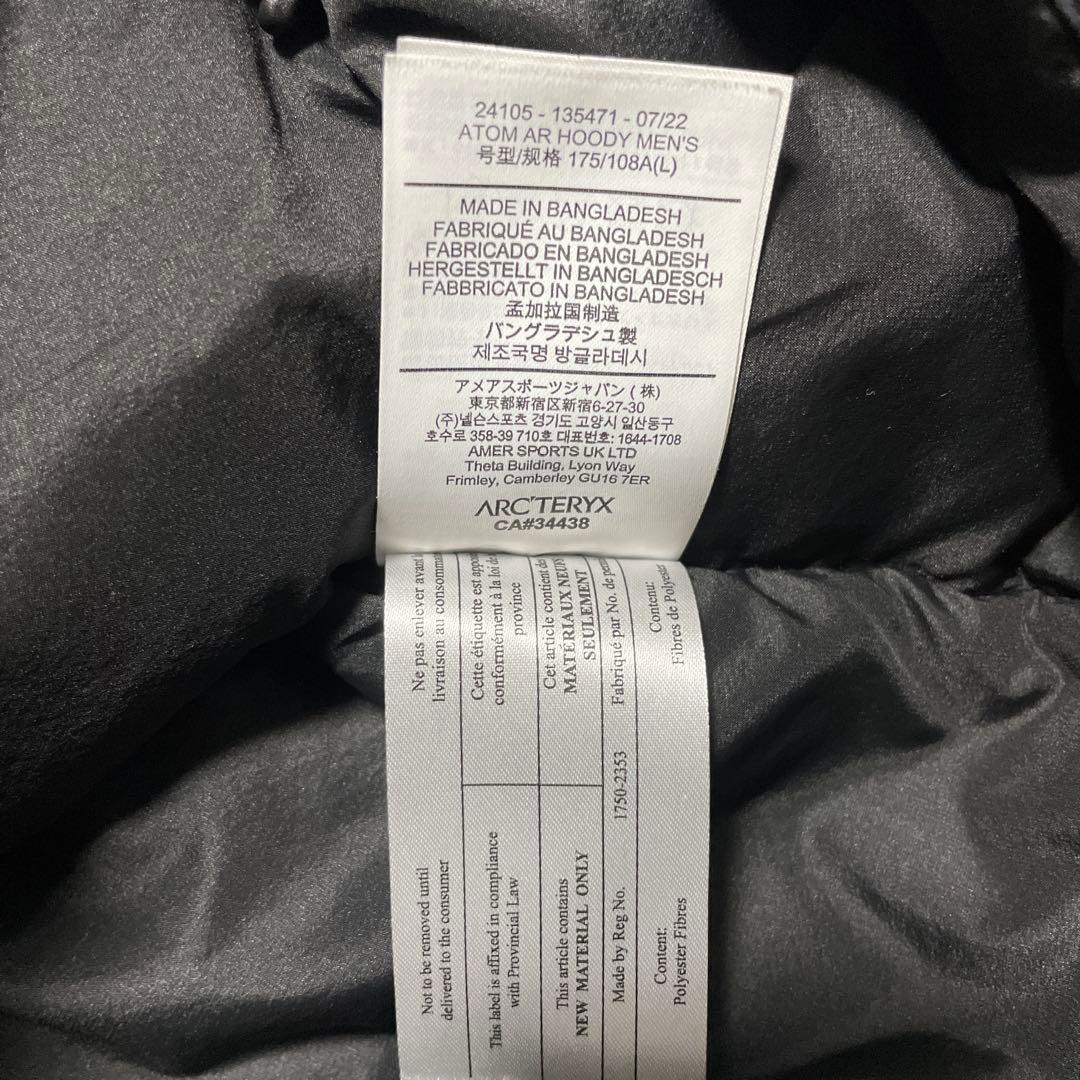 24105 - 135471 - 07/22
ATOM AR HOODY MEN'S
号型/规格 175/108A(L)
MADE IN BANGLADESH
FABRIQUÉ AU BANGLADESH
FABRICADO EN BANGLADESH
HERGESTELLT IN BANGLADESCH
FABBRICATO IN BANGLADESH
孟加拉国制造
バングラデシュ製
제조국명 방글라데시
アメアスポーツジャパン (株)
東京都新宿区新宿6-27-30
(주)넬슨스포츠 경기도 고양시 일산동구
호수로 358-39 710호 대표번호: 1644-1708
AMER SPORTS UK LTD
Theta Building, Lyon Way
Frimley, Camberley GU16 7ER
ARC'TERYX
CA#34438
Not to be removed until
delivered to the consumer
Ne pas enlever avant
livraison au consomma
This label is affixed in compliance
with Provincial Law
Cette étiquette est appos
conformément à la loi de
province
This article contains
NEW MATERIAL ONLY
Cet article contient de
MATÉRIAUX NEUFS
SEULEMENT
Made by Reg No. 1750-2353 Fabriqué par No. de
Content:
Polyester Fibres
Contenu:
Fibres de Polyester